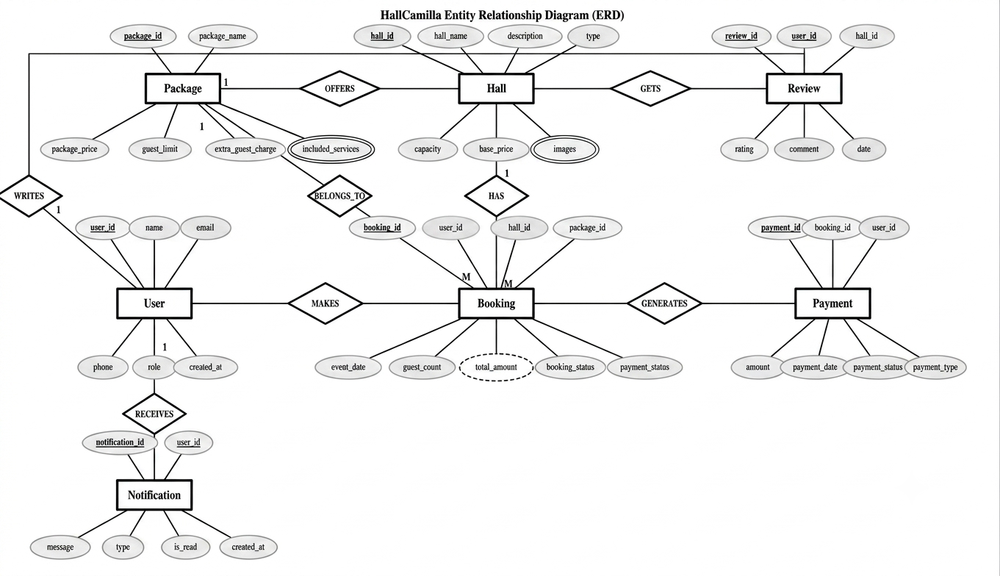 HallCamilla Entity Relationship Diagram (ERD)
package_id package_name hall_id hall_name description type review_id user_id hall_id
Package 1 OFFERS Hall GETS Review
1
package_price guest_limit extra_guest_charge included_services capacity base_price images rating comment date
1
WRITES BELONGS_TO HAS
1
user_id name email booking_id user_id hall_id package_id payment_id booking_id user_id
M M
User MAKES Booking GENERATES Payment
1
phone role created_at event_date guest_count total_amount booking_status payment_status amount payment_date payment_status payment_type
RECEIVES
notification_id user_id
Notification
message type is_read created_at